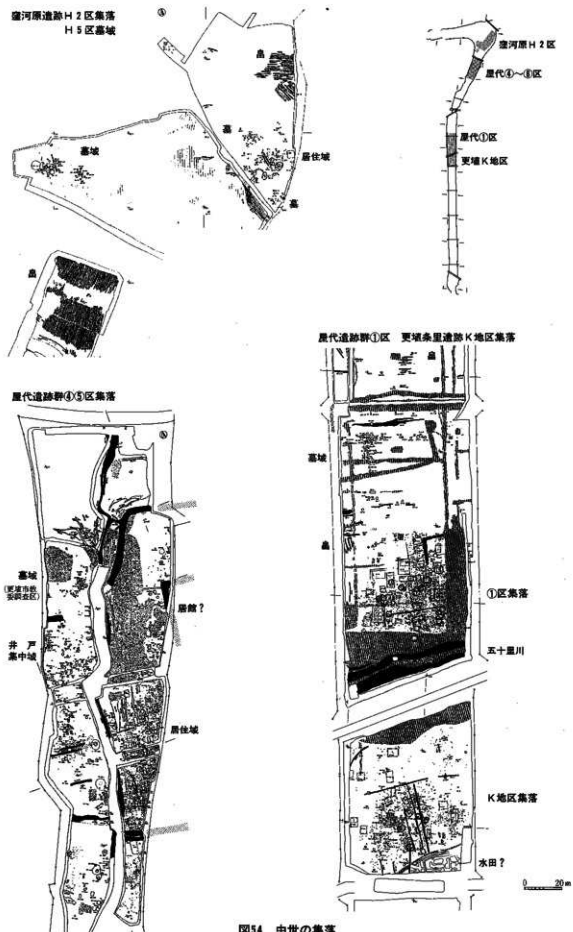 窪河原遺跡H2区集落
H5区墓域
畠
墓
墓域
居住域
墓
畠
窪河原H2区
屋代④~⑥区
屋代①区
更埴K地区
屋代遺跡群④⑤区集落
墓域
(更埴市教
委調査区)
井戸
集中域
居館?
居住域
屋代遺跡群①区 更埴条里遺跡K地区集落
畠
墓域
畠
①区集落
五十里川
K地区集落
水田?
0 20m
図54 中世の集落